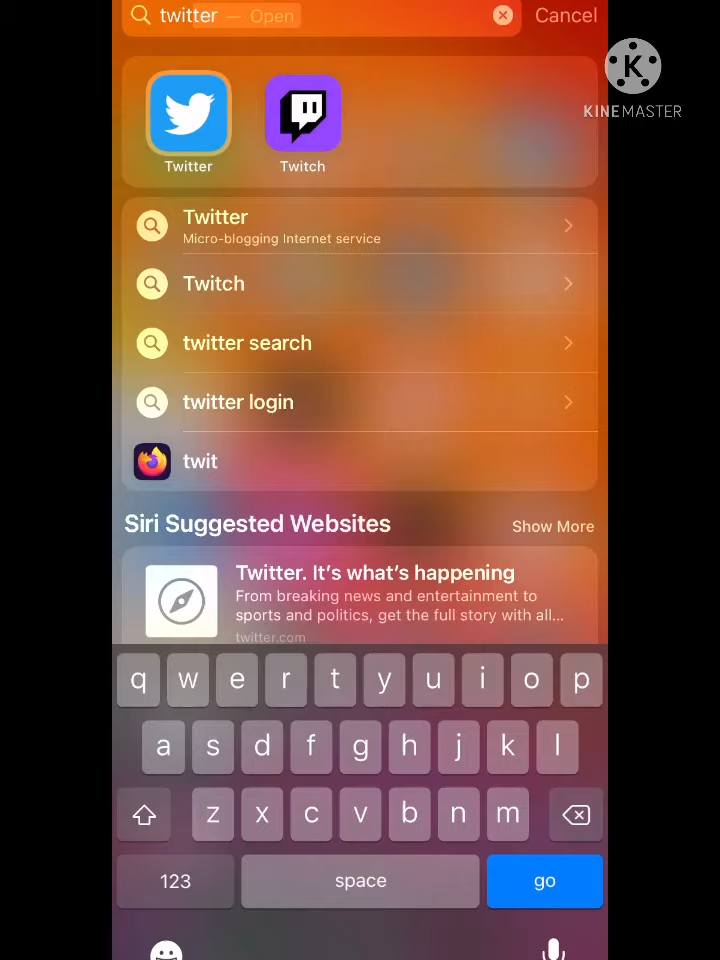 twitter — Open
Cancel
K
KINEMASTER
Twitter
Twitch
Twitter
Micro-blogging Internet service
Twitch
twitter search
twitter login
twit
Siri Suggested Websites
Show More
Twitter. It's what's happening
From breaking news and entertainment to
sports and politics, get the full story with all...
twitter.com
q w e r t y u i o p
a s d f g h j k l
z x c v b n m
123 space go